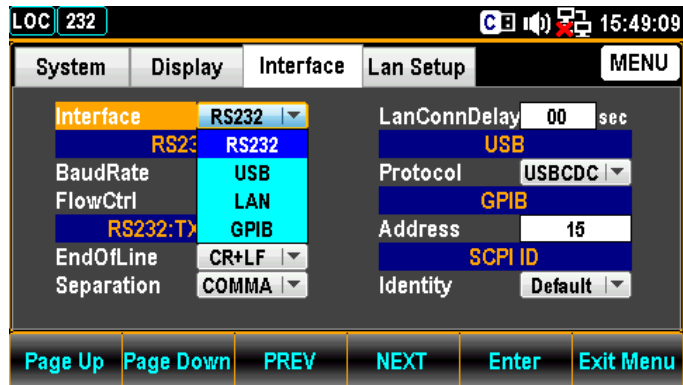 LOC 232 C 15:49:09
System Display Interface Lan Setup MENU
Interface RS232
RS232
RS232
USB
LAN
GPIB
BaudRate
FlowCtrl
RS232:TX
EndOfLine CR+LF
Separation COMMA
LanConnDelay 00 sec
USB
Protocol USBCDC
GPIB
Address 15
SCPI ID
Identity Default
Page Up Page Down PREV NEXT Enter Exit Menu